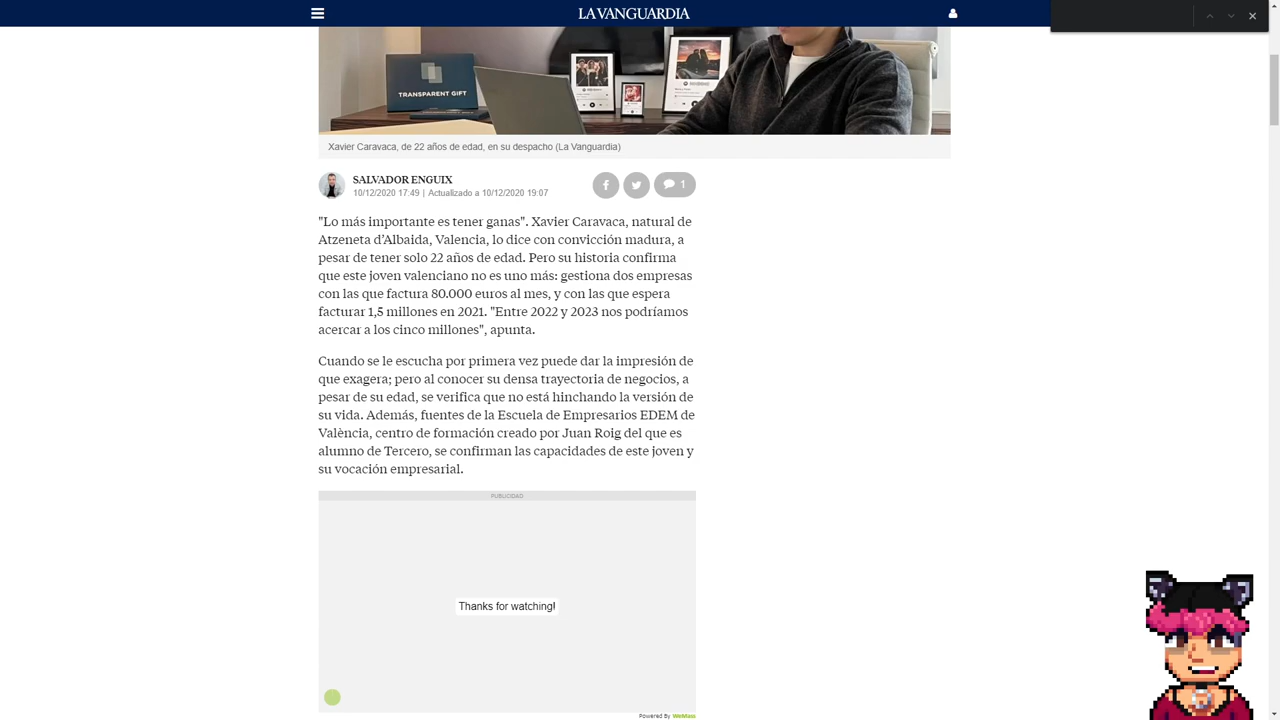 LA VANGUARDIA
TRANSPARENT GIFT
Xavier Caravaca, de 22 años de edad, en su despacho (La Vanguardia)
SALVADOR ENGUIX
10/12/2020 17:49 | Actualizado a 10/12/2020 19:07
1
"Lo más importante es tener ganas". Xavier Caravaca, natural de
Atzeneta d’Albaida, Valencia, lo dice con convicción madura, a
pesar de tener solo 22 años de edad. Pero su historia confirma
que este joven valenciano no es uno más: gestiona dos empresas
con las que factura 80.000 euros al mes, y con las que espera
facturar 1,5 millones en 2021. "Entre 2022 y 2023 nos podríamos
acercar a los cinco millones", apunta.
Cuando se le escucha por primera vez puede dar la impresión de
que exagera; pero al conocer su densa trayectoria de negocios, a
pesar de su edad, se verifica que no está hinchando la versión de
su vida. Además, fuentes de la Escuela de Empresarios EDEM de
València, centro de formación creado por Juan Roig del que es
alumno de Tercero, se confirman las capacidades de este joven y
su vocación empresarial.
PUBLICIDAD
Thanks for watching!
Powered By WeMass